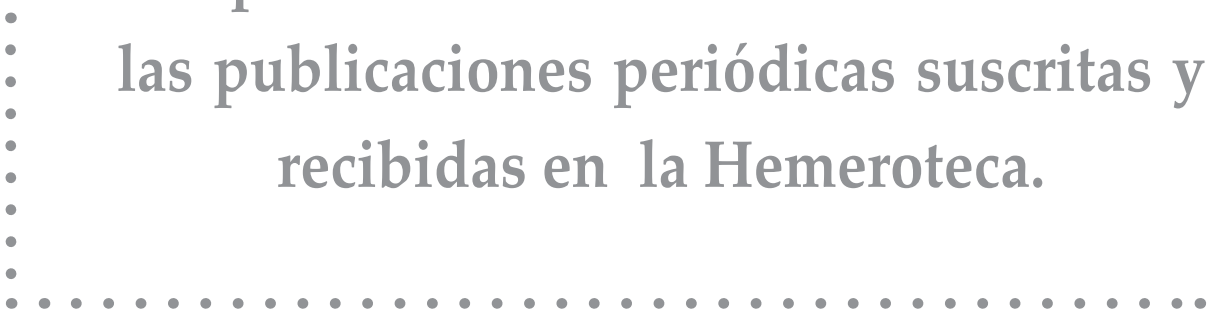 las publicaciones periódicas suscritas y
recibidas en la Hemeroteca.